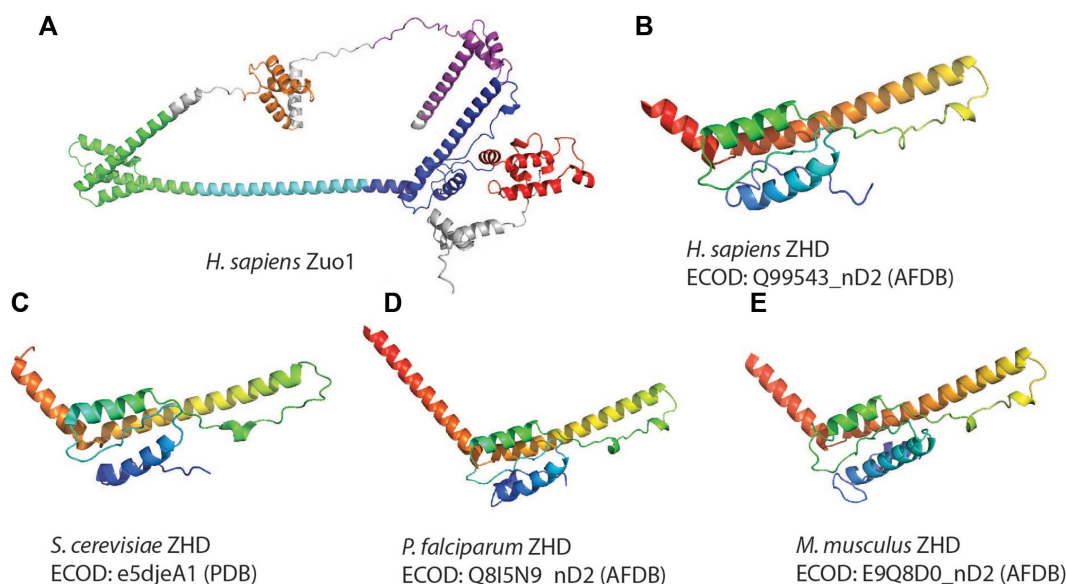 A
B
H. sapiens Zuo1
H. sapiens ZHD
ECOD: Q99543_nD2 (AFDB)
C
D
E
S. cerevisiae ZHD
ECOD: e5djeA1 (PDB)
P. falciparum ZHD
ECOD: Q8I5N9_nD2 (AFDB)
M. musculus ZHD
ECOD: E9Q8D0_nD2 (AFDB)